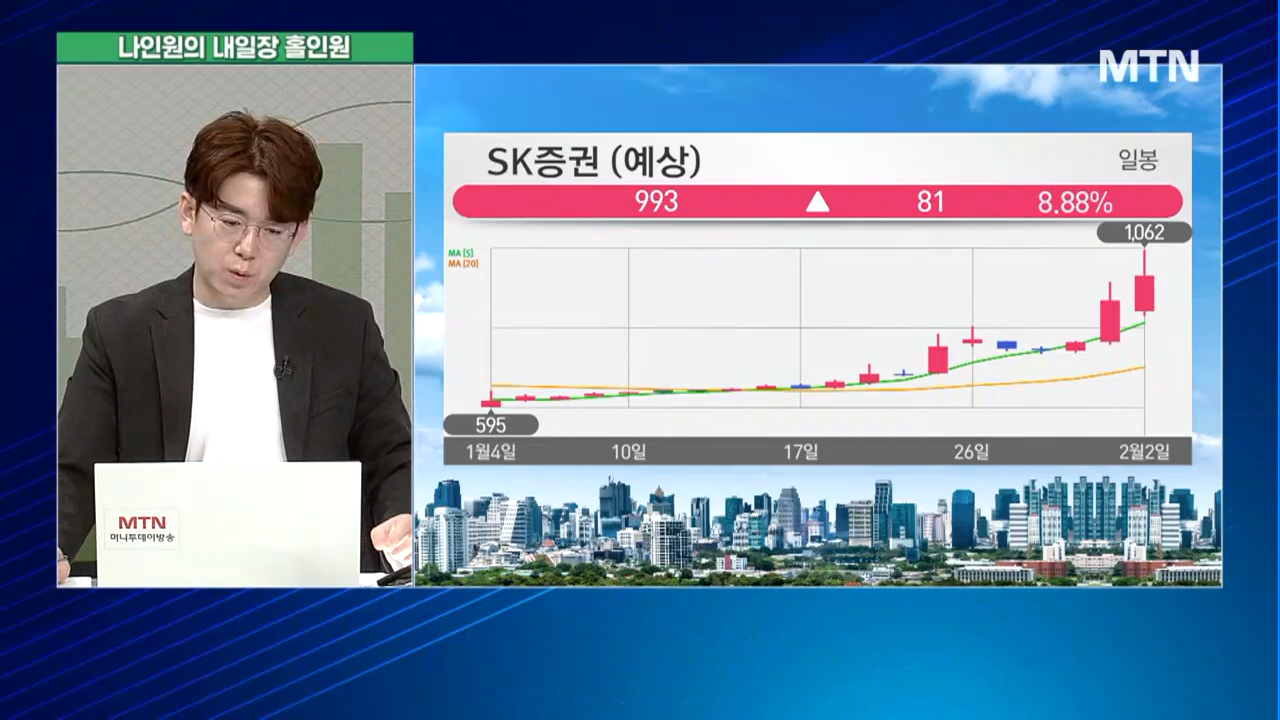 나인원의 내일장 홀인원
MTN
SK증권 (예상)
일봉
993 ▲ 81 8.88%
1,062
MA [5]
MA [20]
595
1월4일 10일 17일 26일 2월2일
MTN
머니투데이방송